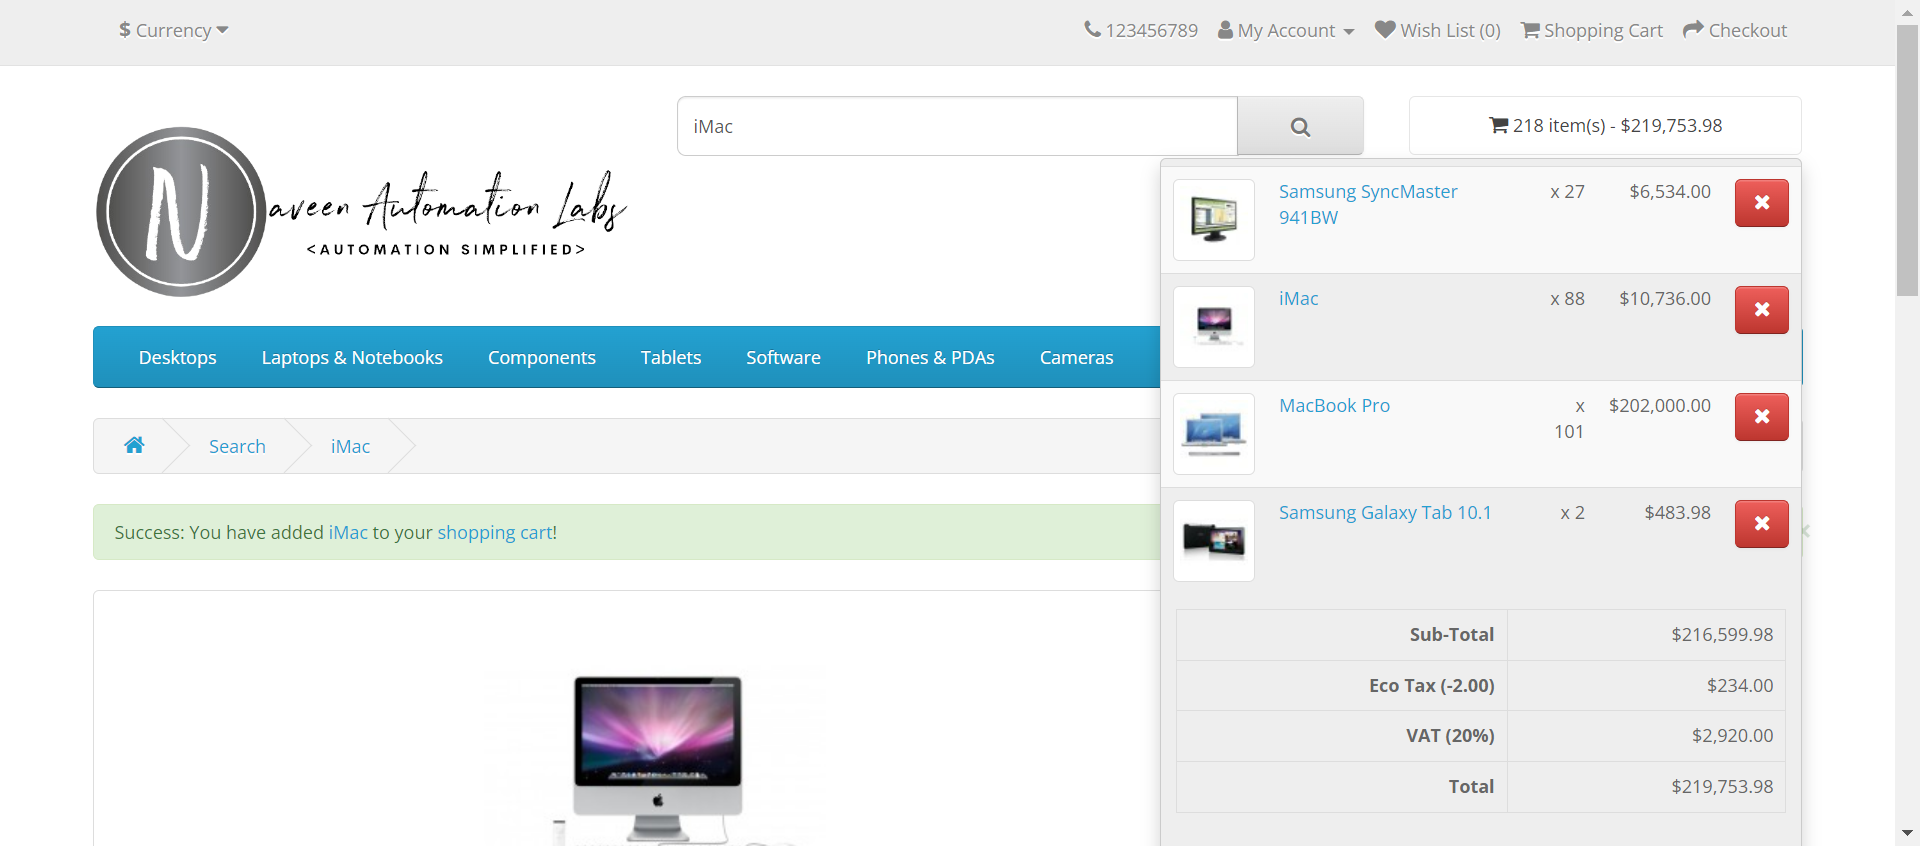 $ Currency
123456789 My Account Wish List (0) Shopping Cart Checkout
iMac
218 item(s) - $219,753.98
N
aveen Automation Labs
<AUTOMATION SIMPLIFIED>
Desktops Laptops & Notebooks Components Tablets Software Phones & PDAs Cameras
Search iMac
Success: You have added iMac to your shopping cart!
Samsung SyncMaster x 27 $6,534.00
941BW
iMac x 88 $10,736.00
MacBook Pro x $202,000.00
101
Samsung Galaxy Tab 10.1 x 2 $483.98
Sub-Total $216,599.98
Eco Tax (-2.00) $234.00
VAT (20%) $2,920.00
Total $219,753.98